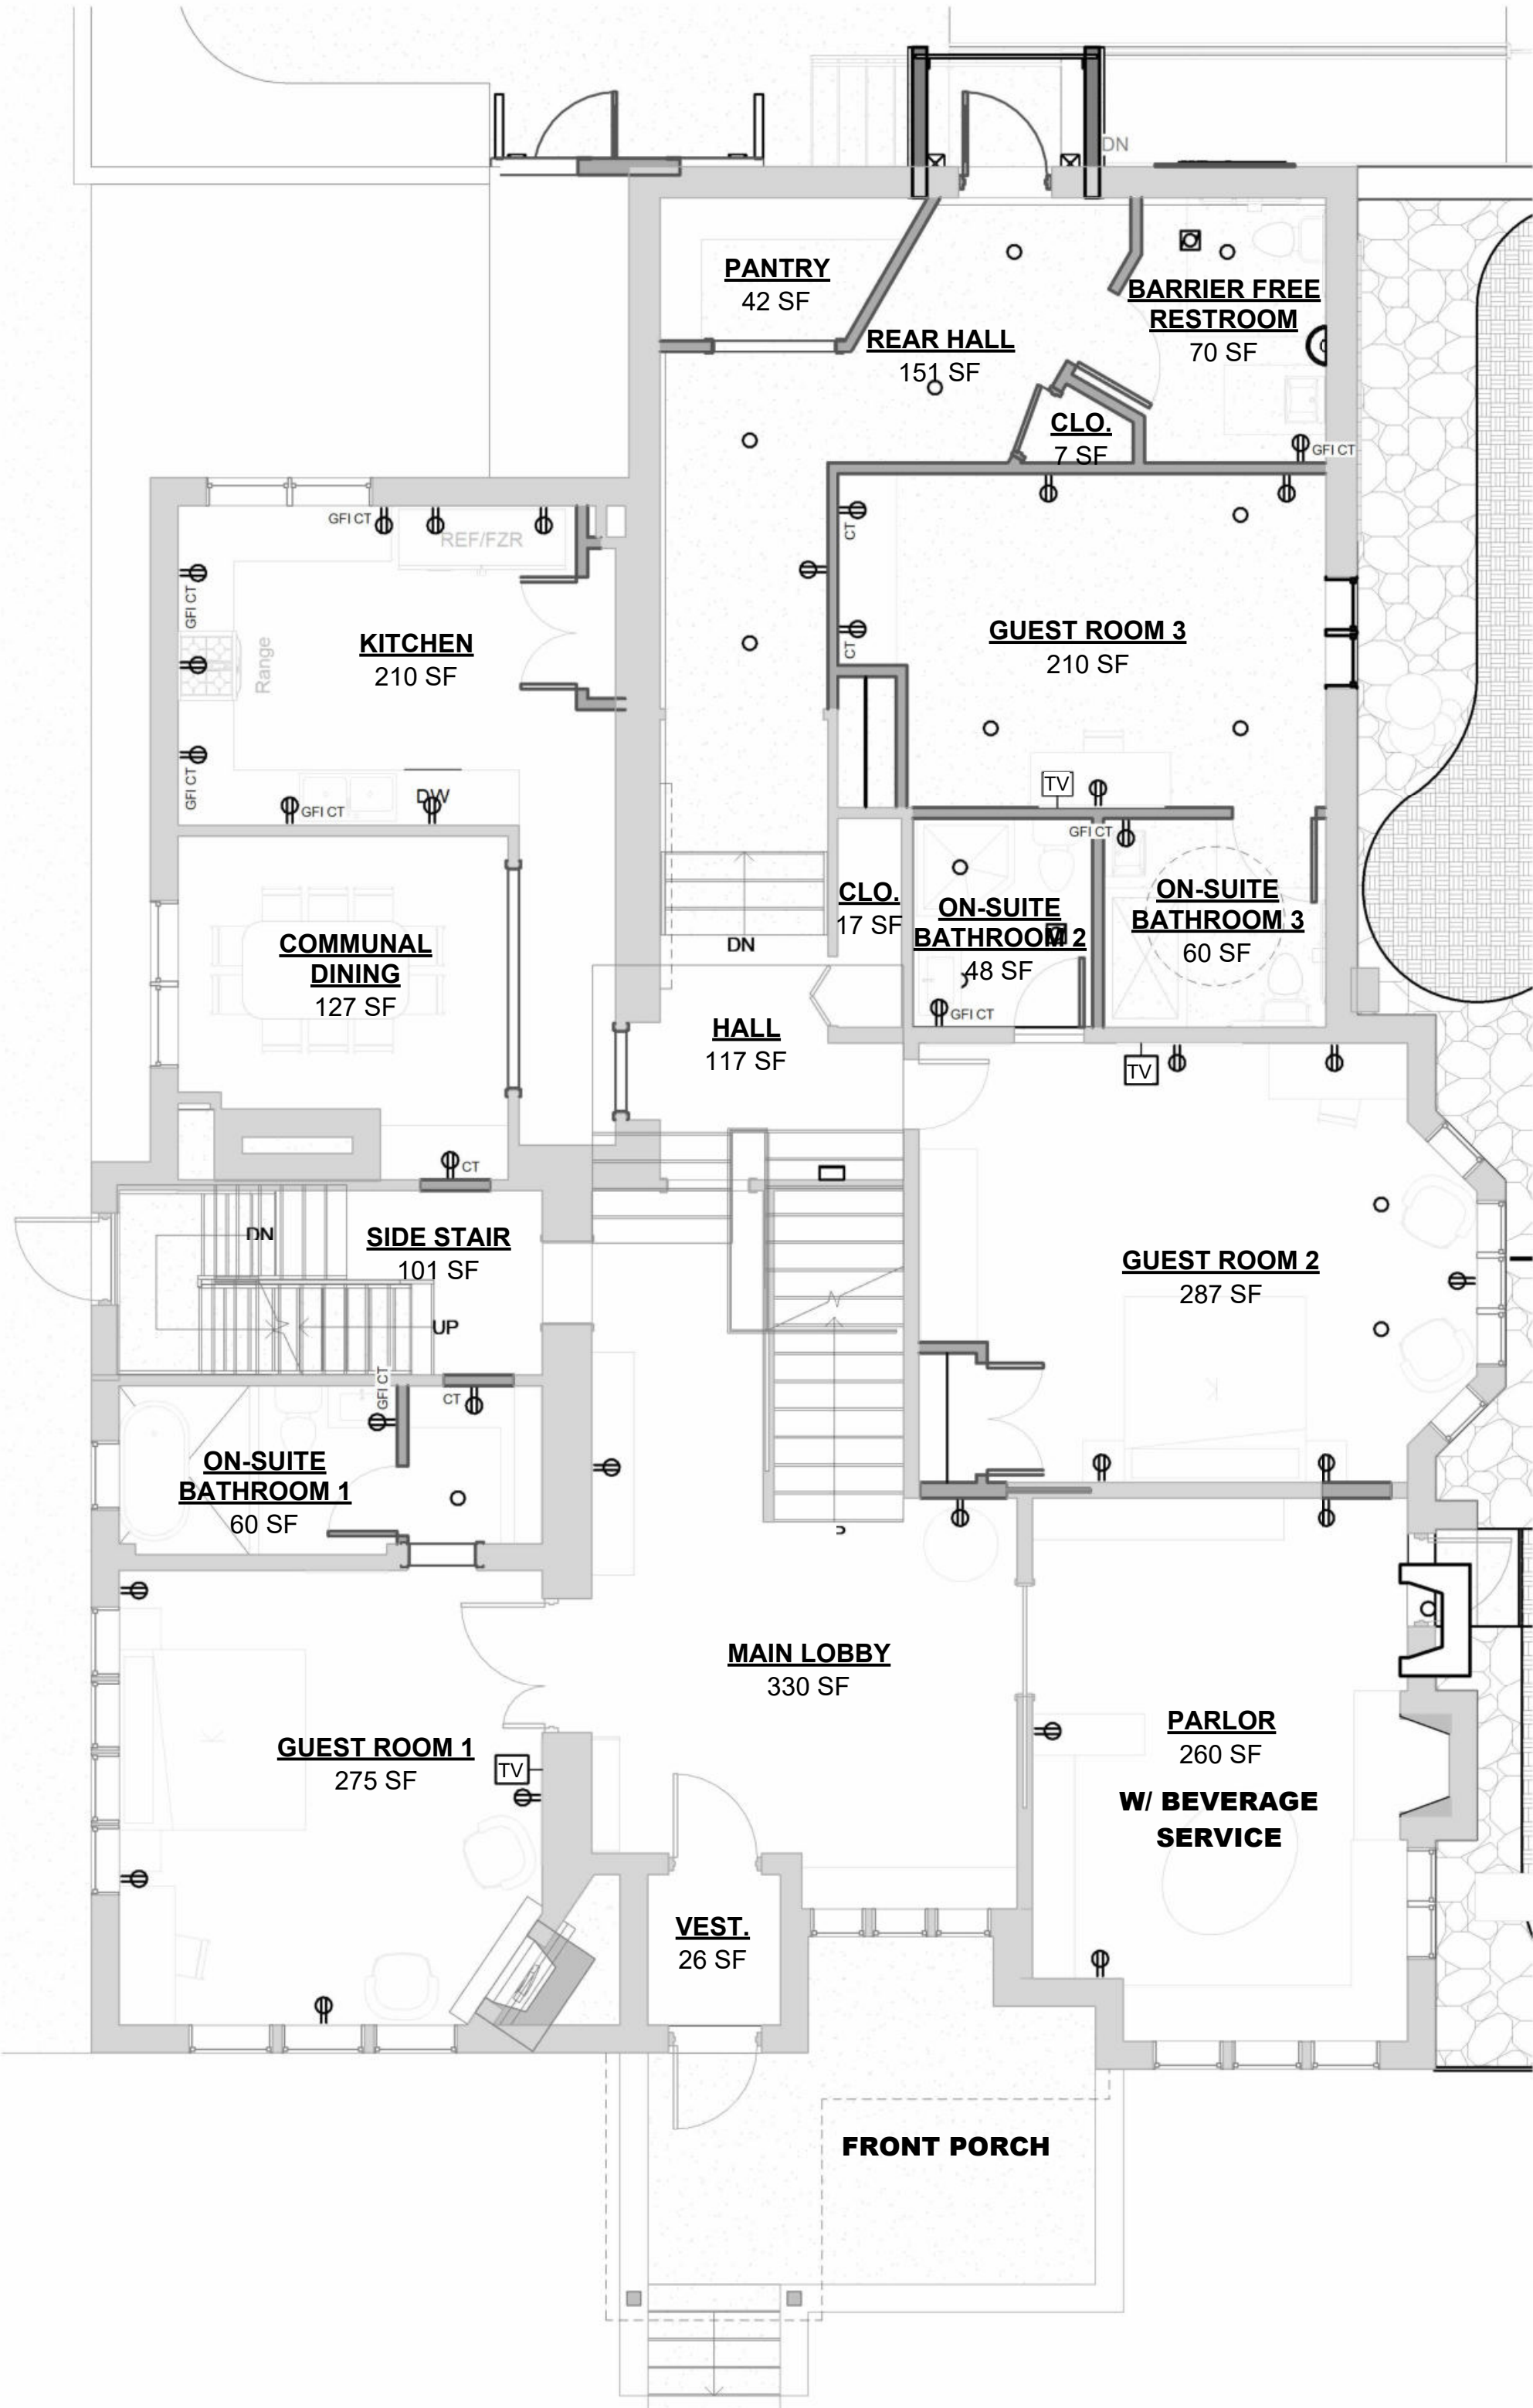 DN
PANTRY
42 SF
BARRIER FREE
RESTROOM
70 SF
REAR HALL
151 SF
CLO.
7 SF
GFI CT
GFI CT
REF/FZR
CT
GFI CT
KITCHEN
210 SF
Range
CT
GUEST ROOM 3
210 SF
GFI CT
GFI CT
DW
TV
GFI CT
COMMUNAL
DINING
127 SF
CLO.
17 SF
ON-SUITE
BATHROOM 2
48 SF
ON-SUITE
BATHROOM 3
60 SF
DN
GFI CT
HALL
117 SF
TV
CT
DN
SIDE STAIR
101 SF
UP
GUEST ROOM 2
287 SF
GFI CT
CT
ON-SUITE
BATHROOM 1
60 SF
MAIN LOBBY
330 SF
GUEST ROOM 1
275 SF
TV
PARLOR
260 SF
W/ BEVERAGE
SERVICE
VEST.
26 SF
FRONT PORCH